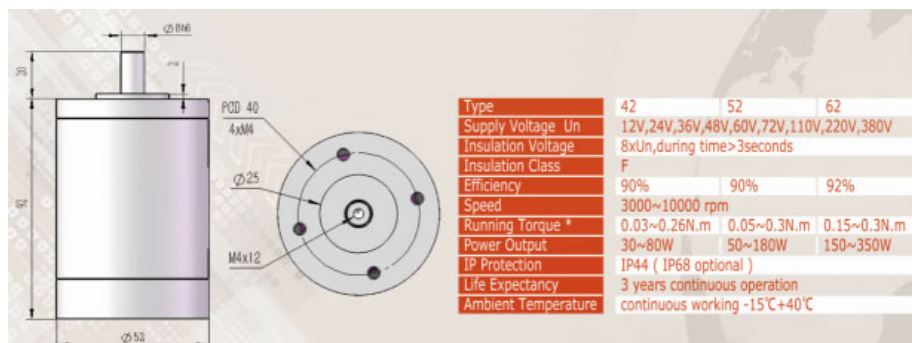 Ø8h6
30
3
PCD 40
4xM4
Ø25
M4x12
Ø52
Type 42 52 62
Supply Voltage Un 12V,24V,36V,48V,60V,72V,110V,220V,380V
Insulation Voltage 8xUn,during time>3seconds
Insulation Class F
Efficiency 90% 90% 92%
Speed 3000~10000 rpm
Running Torque * 0.03~0.26N.m 0.05~0.3N.m 0.15~0.3N.m
Power Output 30~80W 50~180W 150~350W
IP Protection IP44 ( IP68 optional )
Life Expectancy 3 years continuous operation
Ambient Temperature continuous working -15℃+40℃